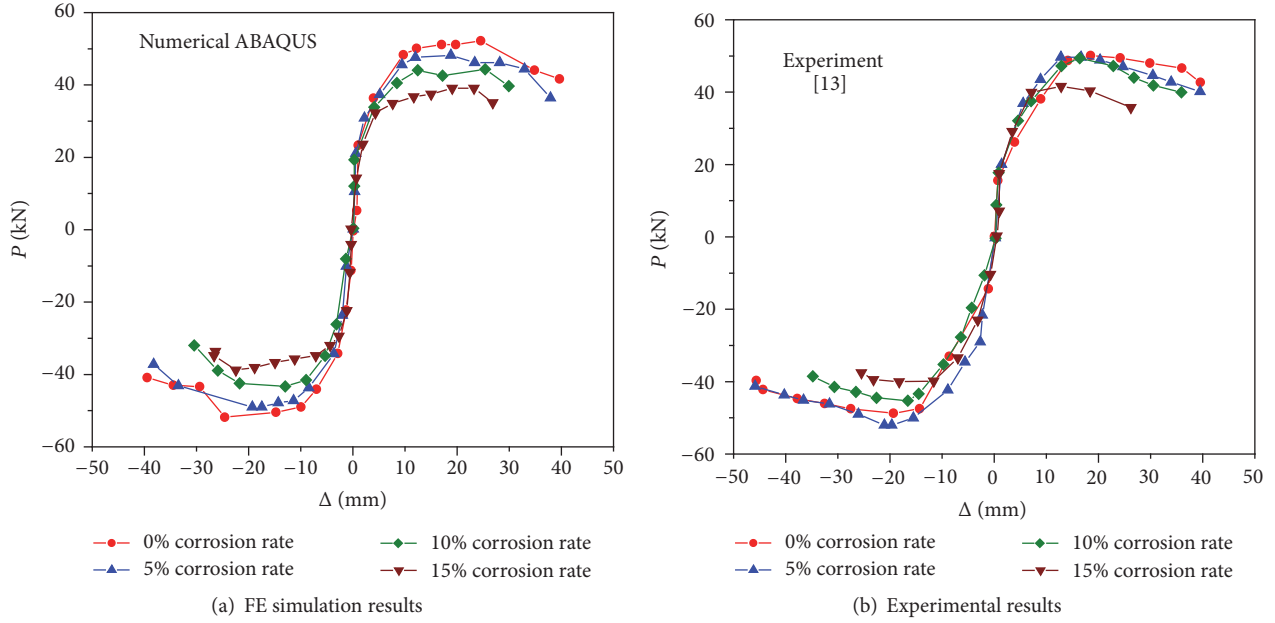 Numerical ABAQUS
P (kN)
60
40
20
0
−20
−40
−60
−50
−40
−30
−20
−10
0
10
20
30
40
50
Δ (mm)
0% corrosion rate
5% corrosion rate
10% corrosion rate
15% corrosion rate
(a) FE simulation results
Experiment
[13]
P (kN)
60
40
20
0
−20
−40
−60
−50
−40
−30
−20
−10
0
10
20
30
40
50
Δ (mm)
0% corrosion rate
5% corrosion rate
10% corrosion rate
15% corrosion rate
(b) Experimental results